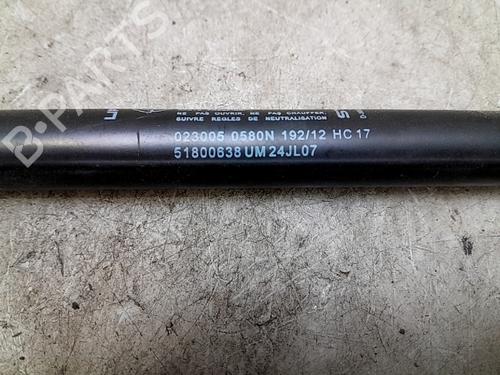 NE PAS OUVRIR, NE PAS CHAUFFER,
SUIVRE REGLES DE NEUTRALISATION
023005 0580N 192/12 HC 17
51800638 UM 24JL07
B-PARTS